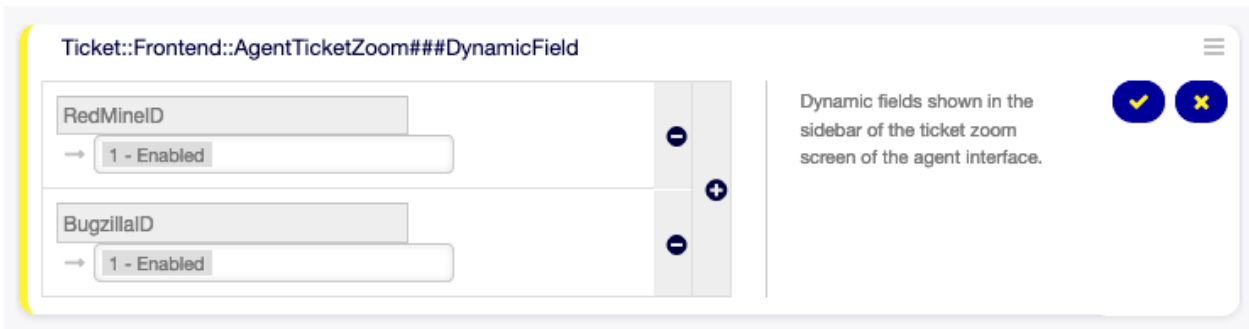 Ticket::Frontend::AgentTicketZoom###DynamicField
RedMineID
→ 1 - Enabled
BugzillaID
→ 1 - Enabled
Dynamic fields shown in the
sidebar of the ticket zoom
screen of the agent interface.